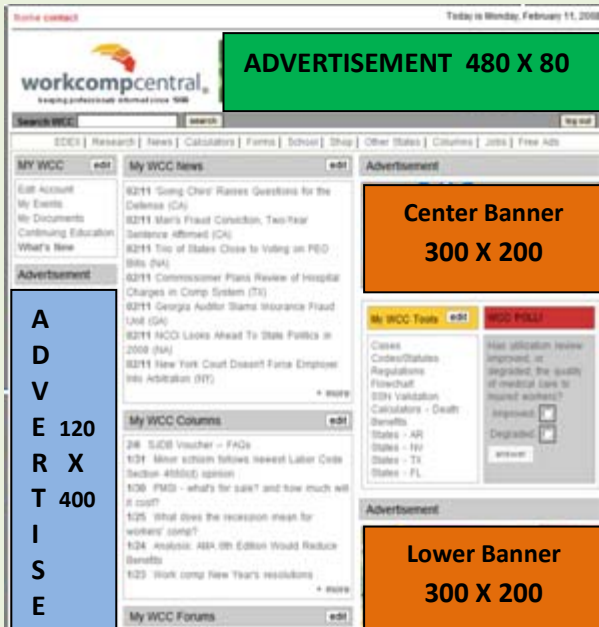 home contact
Today is Monday, February 11, 2008
workcompcentral
keeping professionals informed since 1999
ADVERTISEMENT 480 X 80
Search WCC
search
log out
EDEX | Research | News | Calculators | Forms | School | Shop | Other States | Columns | Jobs | Free Ads
MY WCC
edit
Edit Account
My Events
My Documents
Continuing Education
What's New
Advertisement
A
D
V
E 120
R X
T 400
I
S
E
My WCC News
edit
02/11 'Going Chiro' Raises Questions for the
Defense (CA)
02/11 Man's Fraud Conviction, Two-Year
Sentence Affirmed (CA)
02/11 Trio of States Close to Voting on PEO
Bills (NA)
02/11 Commissioner Plans Review of Hospital
Charges in Comp System (TX)
02/11 Georgia Auditor Slams Insurance Fraud
Unit (GA)
02/11 NCCI Looks Ahead To State Politics in
2008 (NA)
02/11 New York Court Doesn't Force Employer
Into Arbitration (NY)
+ more
My WCC Columns
edit
2/6 SJDB Voucher – FAQs
1/31 Minor schism follows newest Labor Code
Section opinion
1/30 PMSI - what's for sale? and how much will
it cost?
1/25 What does the recession mean for
workers' comp?
1/24 Analysis: AMA 6th Edition Would Reduce
Benefits
1/23 Work comp New Year's resolutions
+ more
My WCC Forums
edit
Advertisement
Center Banner
300 X 200
My WCC Tools
edit
Cases
Codes/Statutes
Regulations
Flowchart
SSN Validation
Calculators - Death
Benefits
States - AR
States - NV
States - TX
States - FL
WCC POLL!
Has utilization review
improved, or
degraded, the quality
of medical care to
injured workers?
Improved:
Degraded:
answer
Advertisement
Lower Banner
300 X 200